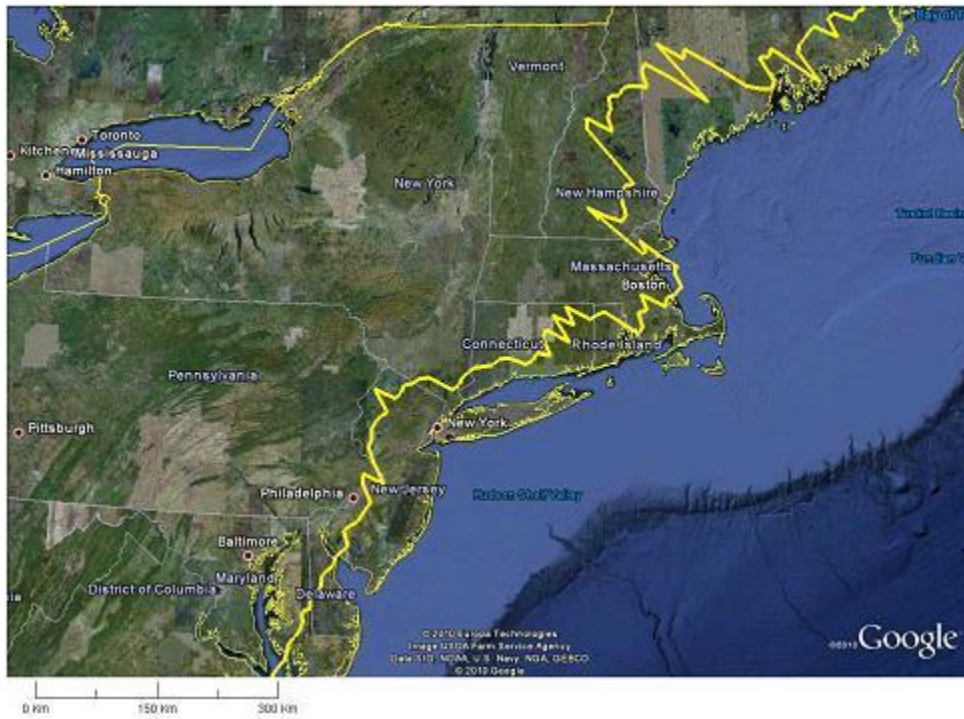 Vermont
Toronto
Kitchene
Mississauga
Hamilton
New York
New Hampshire
Massachusetts
Boston
Connecticut
Rhode Island
Pennsylvania
Pittsburgh
New York
Philadelphia
New Jersey
Hudson Shelf Valley
Baltimore
Maryland
District of Columbia
Delaware
© 2010 Europa Technologies
Image USDA Farm Service Agency
Data SIO, NOAA, U.S. Navy, NGA, GEBCO
© 2010 Google
©2010 Google
0 Km
150 Km
300 Km